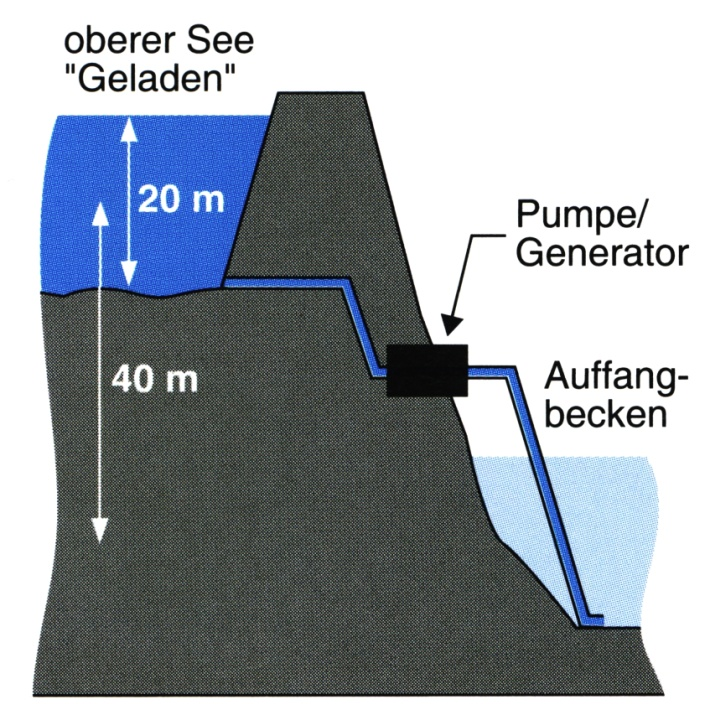 oberer See
"Geladen"
20 m
Pumpe/
Generator
40 m
Auffang-
becken